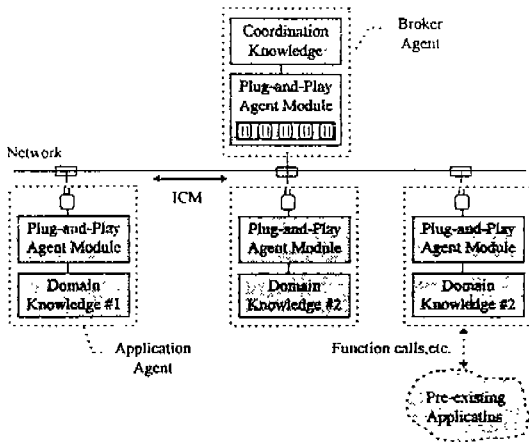 Coordination
Knowledge
Broker
Agent
Plug-and-Play
Agent Module
Network
ICM
Plug-and-Play
Agent Module
Plug-and-Play
Agent Module
Plug-and-Play
Agent Module
Domain
Knowledge #1
Domain
Knowledge #2
Domain
Knowledge #2
Application
Agent
Function calls,etc.
Pre-existing
Applicatins